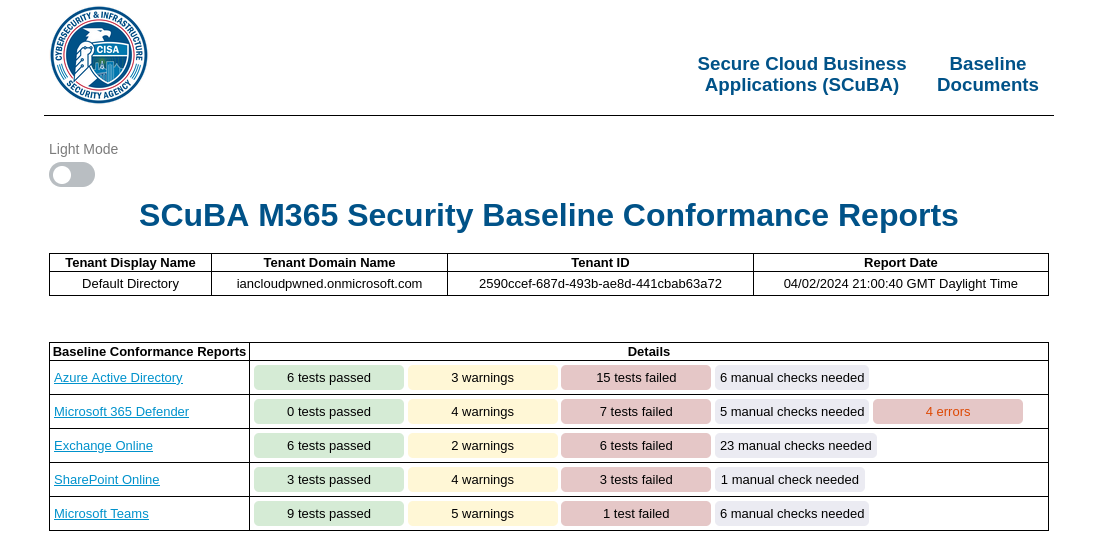 CYBERSECURITY & INFRASTRUCTURE
SECURITY AGENCY
CISA
Secure Cloud Business
Applications (SCuBA)
Baseline
Documents
Light Mode
SCuBA M365 Security Baseline Conformance Reports
Tenant Display Name Tenant Domain Name Tenant ID Report Date
Default Directory iancloudpwned.onmicrosoft.com 2590ccef-687d-493b-ae8d-441cbab63a72 04/02/2024 21:00:40 GMT Daylight Time
Baseline Conformance Reports Details
Azure Active Directory 6 tests passed 3 warnings 15 tests failed 6 manual checks needed
Microsoft 365 Defender 0 tests passed 4 warnings 7 tests failed 5 manual checks needed 4 errors
Exchange Online 6 tests passed 2 warnings 6 tests failed 23 manual checks needed
SharePoint Online 3 tests passed 4 warnings 3 tests failed 1 manual check needed
Microsoft Teams 9 tests passed 5 warnings 1 test failed 6 manual checks needed